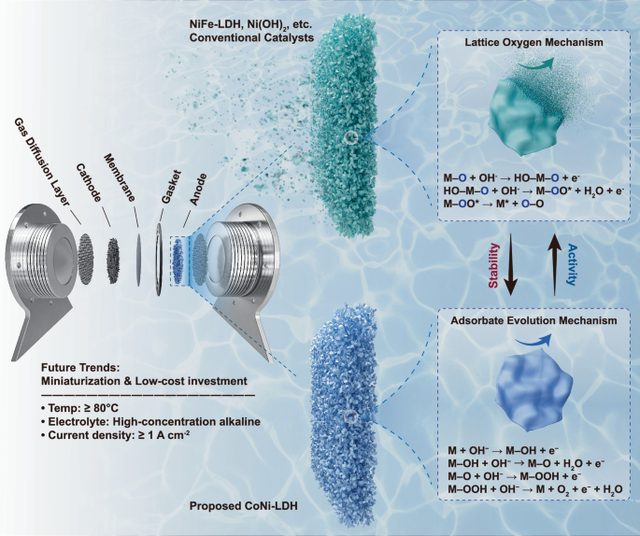 NiFe-LDH, Ni(OH)₂, etc.
Conventional Catalysts
Lattice Oxygen Mechanism
M–O + OH⁻ → HO–M–O + e⁻
HO–M–O + OH⁻ → M–OO* + H₂O + e⁻
M–OO* → M* + O–O
Gas Diffusion Layer
Cathode
Membrane
Gasket
Anode
Stability
Activity
Adsorbate Evolution Mechanism
M + OH⁻ → M–OH + e⁻
M–OH + OH⁻ → M–O + H₂O + e⁻
M–O + OH⁻ → M–OOH + e⁻
M–OOH + OH⁻ → M + O₂ + e⁻ + H₂O
Future Trends:
Miniaturization & Low-cost investment
• Temp: ≥ 80°C
• Electrolyte: High-concentration alkaline
• Current density: ≥ 1 A cm⁻²
Proposed CoNi-LDH